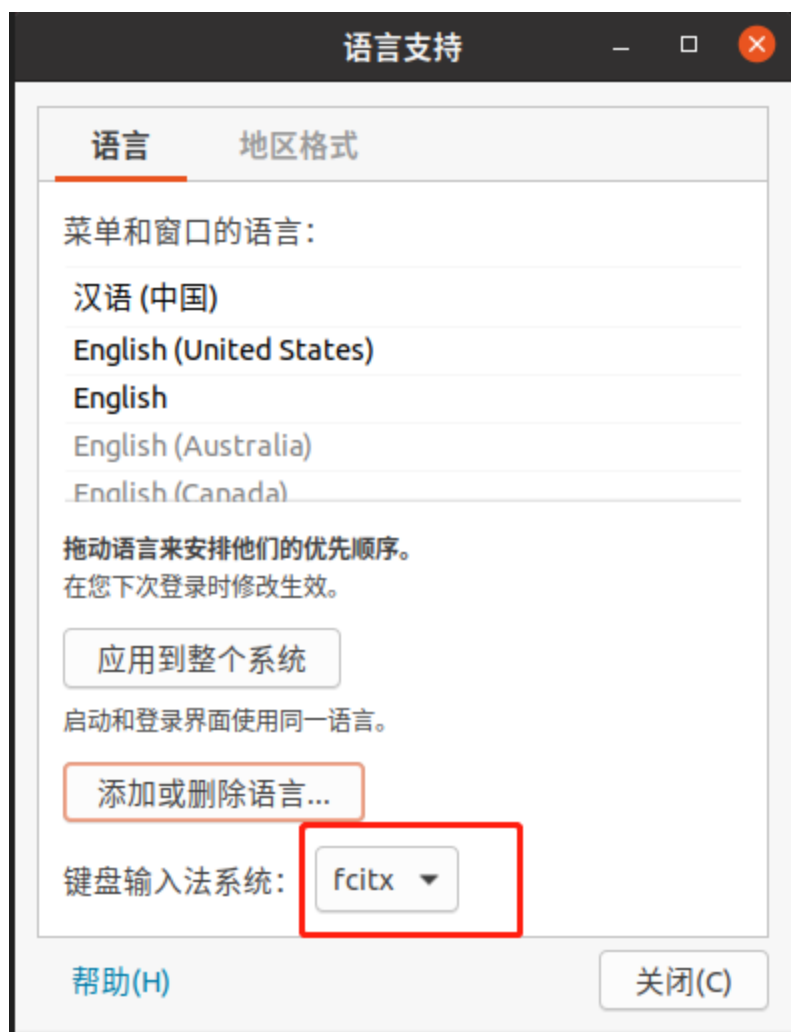 语言支持
语言 地区格式
菜单和窗口的语言：
汉语 (中国)
English (United States)
English
English (Australia)
English (Canada)
拖动语言来安排他们的优先顺序。
在您下次登录时修改生效。
应用到整个系统
启动和登录界面使用同一语言。
添加或删除语言...
键盘输入法系统： fcitx
帮助(H) 关闭(C)